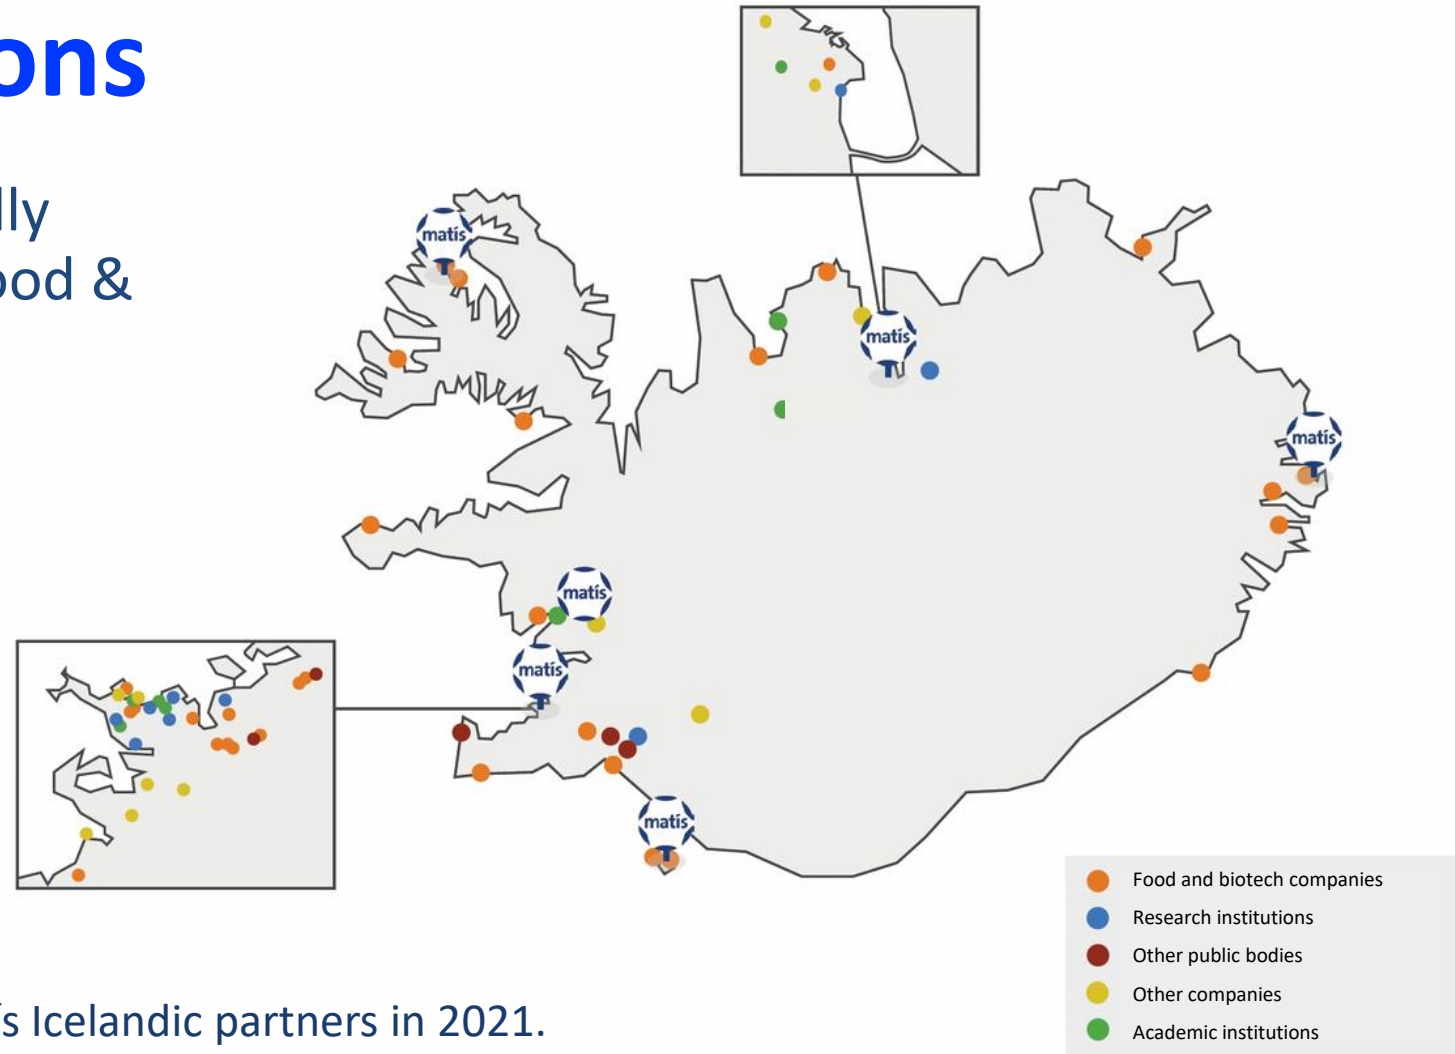 ons
lly
ood &
matís
matís
matís
matís
matís
matís
Food and biotech companies
Research institutions
Other public bodies
Other companies
Academic institutions
ís Icelandic partners in 2021.